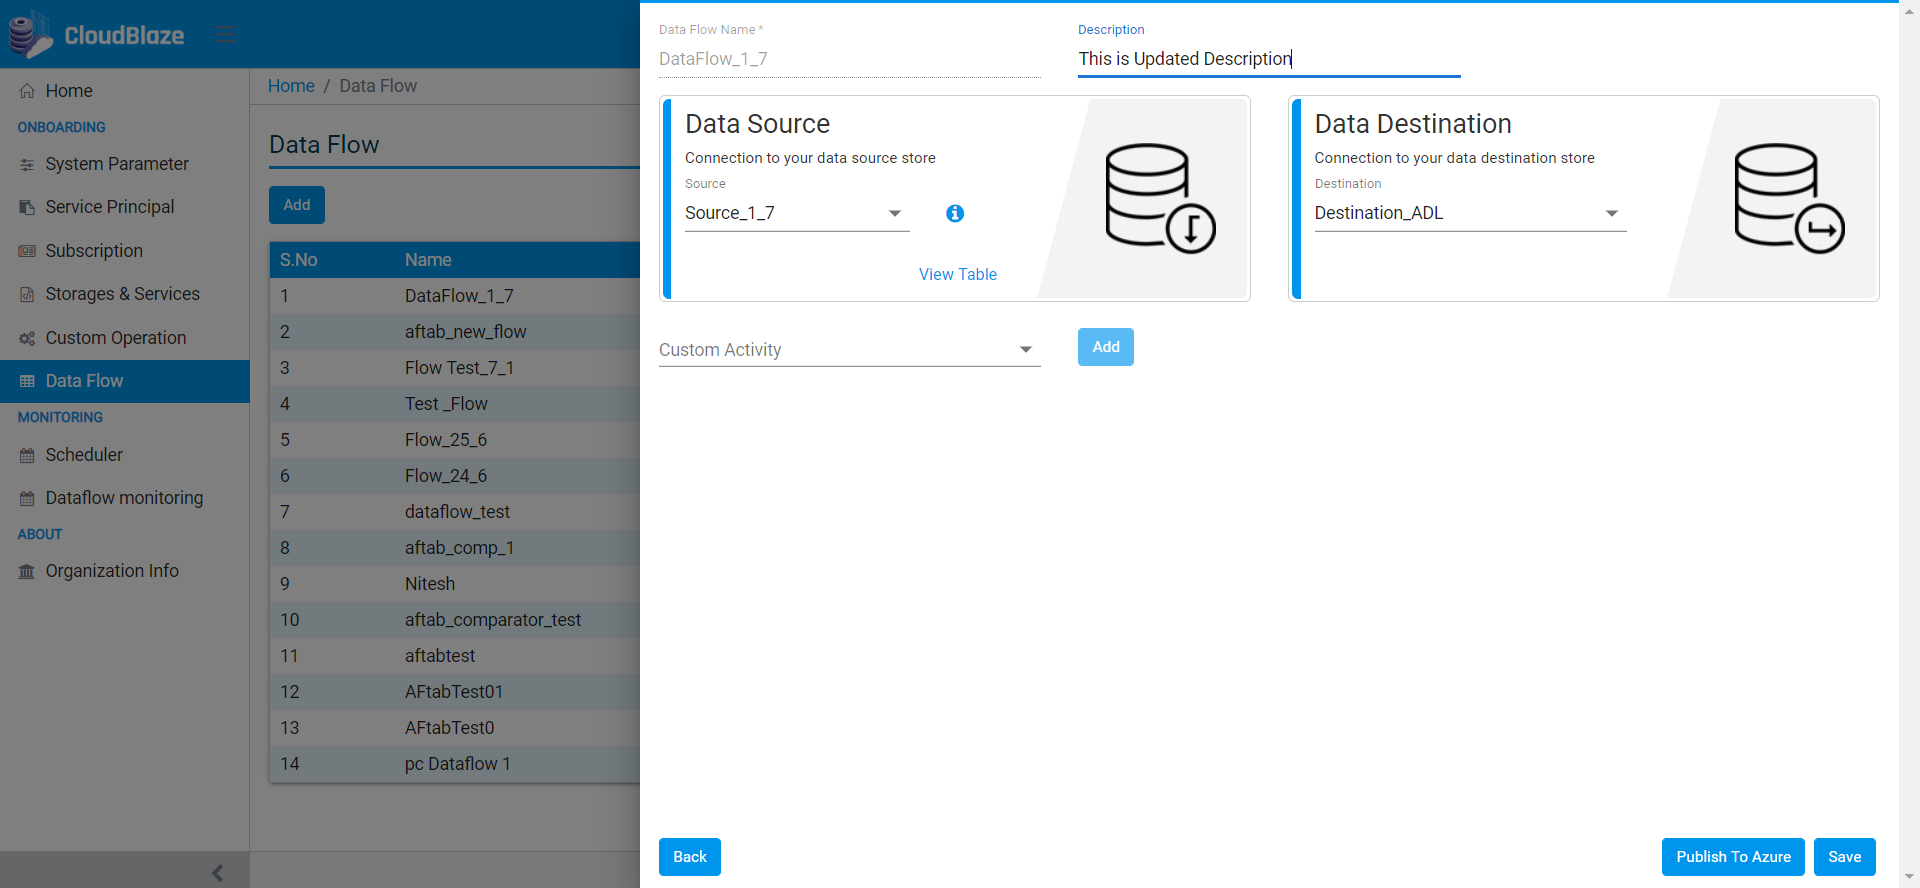 CloudBlaze
Home
ONBOARDING
System Parameter
Service Principal
Subscription
Storages & Services
Custom Operation
Data Flow
MONITORING
Scheduler
Dataflow monitoring
ABOUT
Organization Info
Home / Data Flow
Data Flow
Add
S.No Name
1 DataFlow_1_7
2 aftab_new_flow
3 Flow Test_7_1
4 Test _Flow
5 Flow_25_6
6 Flow_24_6
7 dataflow_test
8 aftab_comp_1
9 Nitesh
10 aftab_comparator_test
11 aftabtest
12 AFtabTest01
13 AFtabTest0
14 pc Dataflow 1
Data Flow Name *
DataFlow_1_7
Description
This is Updated Description
Data Source
Connection to your data source store
Source
Source_1_7
View Table
Data Destination
Connection to your data destination store
Destination
Destination_ADL
Custom Activity
Add
Back
Publish To Azure
Save